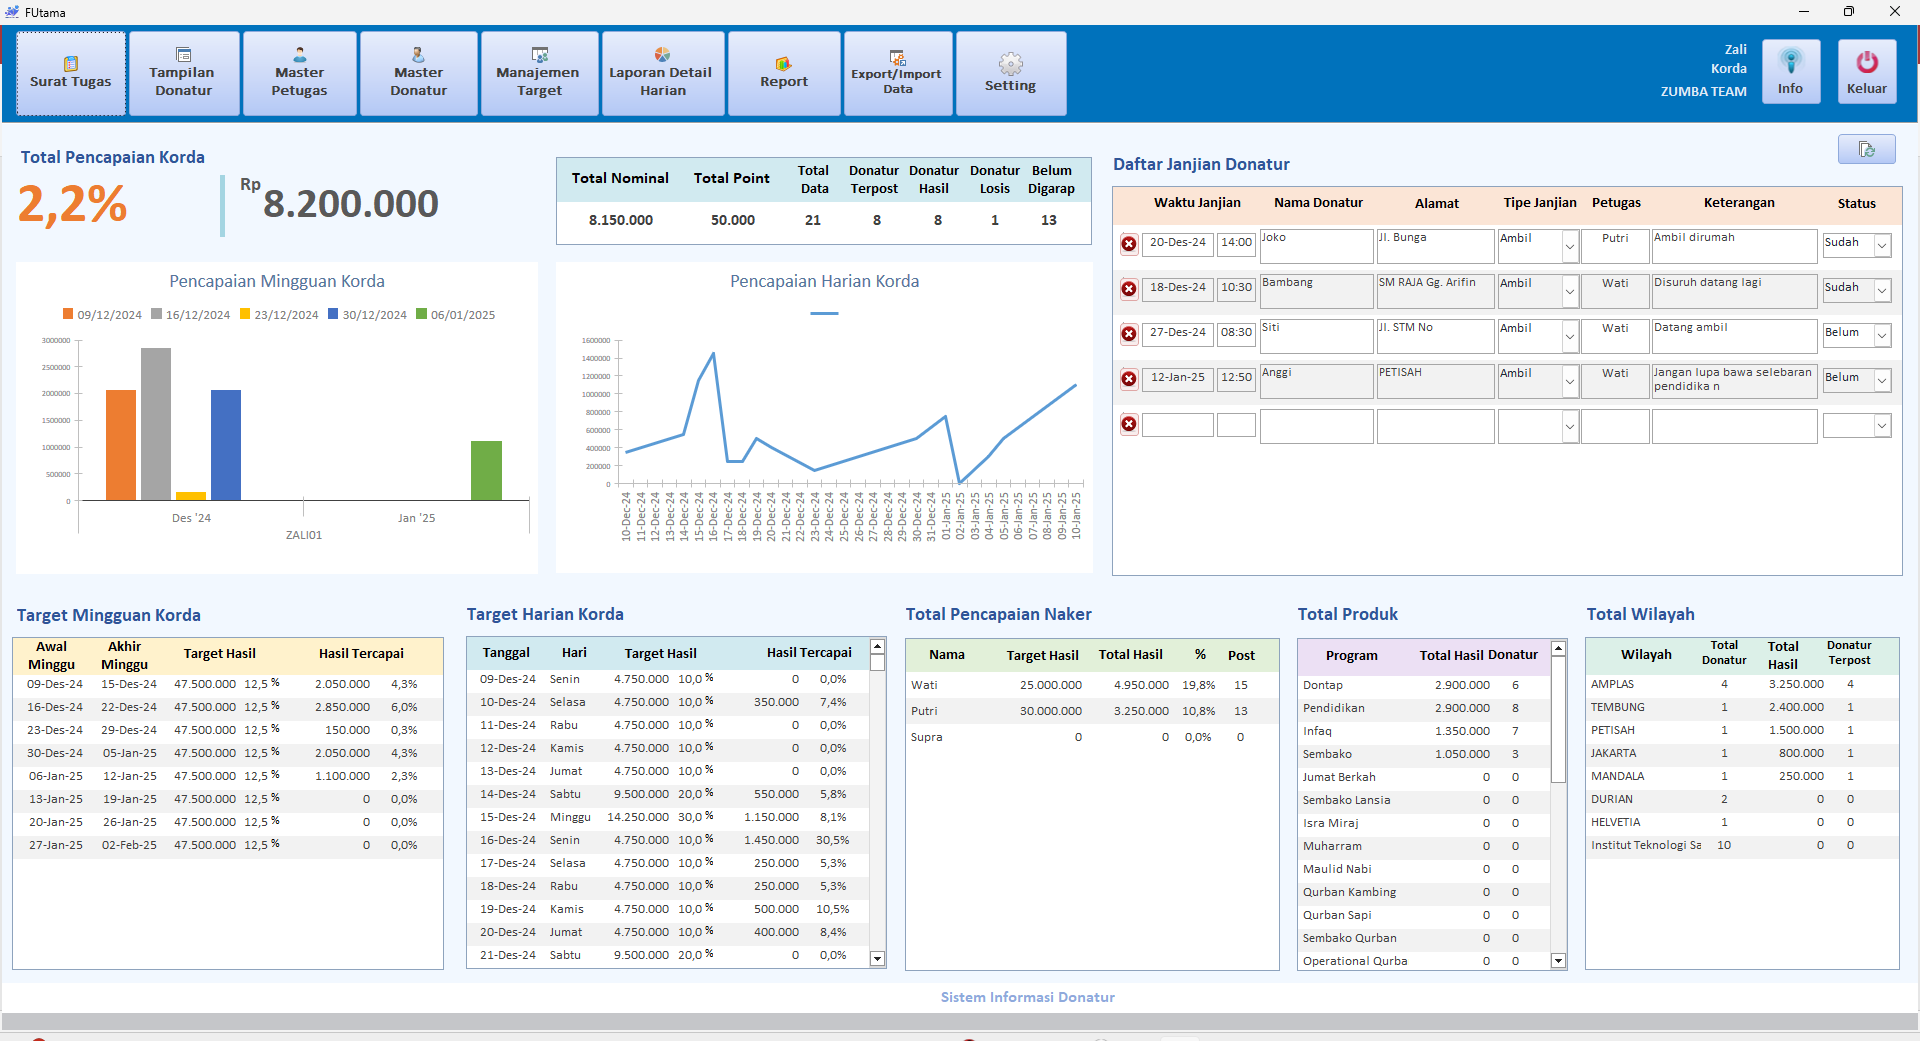 FUtama
Surat Tugas
Tampilan Donatur
Master Petugas
Master Donatur
Manajemen Target
Laporan Detail Harian
Report
Export/Import Data
Setting
Zali
Korda
ZUMBA TEAM
Info
Keluar
Total Pencapaian Korda
2,2%
Rp 8.200.000
Total Nominal Total Point Total Data Donatur Terpost Donatur Hasil Donatur Losis Belum Digarap
8.150.000 50.000 21 8 8 1 13
Pencapaian Mingguan Korda
09/12/2024 16/12/2024 23/12/2024 30/12/2024 06/01/2025
3000000
2500000
2000000
1500000
1000000
500000
0
Des '24 Jan '25
ZALI01
Pencapaian Harian Korda
1600000
1400000
1200000
1000000
800000
600000
400000
200000
0
10-Dec-24
11-Dec-24
12-Dec-24
13-Dec-24
14-Dec-24
15-Dec-24
16-Dec-24
17-Dec-24
18-Dec-24
19-Dec-24
20-Dec-24
21-Dec-24
22-Dec-24
23-Dec-24
24-Dec-24
25-Dec-24
26-Dec-24
27-Dec-24
28-Dec-24
29-Dec-24
30-Dec-24
31-Dec-24
01-Jan-25
02-Jan-25
03-Jan-25
04-Jan-25
05-Jan-25
06-Jan-25
07-Jan-25
08-Jan-25
09-Jan-25
10-Jan-25
Daftar Janjian Donatur
Waktu Janjian Nama Donatur Alamat Tipe Janjian Petugas Keterangan Status
20-Des-24 14:00 Joko Jl. Bunga Ambil Putri Ambil dirumah Sudah
18-Des-24 10:30 Bambang SM RAJA Gg. Arifin Ambil Wati Disuruh datang lagi Sudah
27-Des-24 08:30 Siti Jl. STM No Ambil Wati Datang ambil Belum
12-Jan-25 12:50 Anggi PETISAH Ambil Wati Jangan lupa bawa selebaran pendidika n Belum
Target Mingguan Korda
Awal Minggu Akhir Minggu Target Hasil Hasil Tercapai
09-Des-24 15-Des-24 47.500.000 12,5 % 2.050.000 4,3%
16-Des-24 22-Des-24 47.500.000 12,5 % 2.850.000 6,0%
23-Des-24 29-Des-24 47.500.000 12,5 % 150.000 0,3%
30-Des-24 05-Jan-25 47.500.000 12,5 % 2.050.000 4,3%
06-Jan-25 12-Jan-25 47.500.000 12,5 % 1.100.000 2,3%
13-Jan-25 19-Jan-25 47.500.000 12,5 % 0 0,0%
20-Jan-25 26-Jan-25 47.500.000 12,5 % 0 0,0%
27-Jan-25 02-Feb-25 47.500.000 12,5 % 0 0,0%
Target Harian Korda
Tanggal Hari Target Hasil Hasil Tercapai
09-Des-24 Senin 4.750.000 10,0 % 0 0,0%
10-Des-24 Selasa 4.750.000 10,0 % 350.000 7,4%
11-Des-24 Rabu 4.750.000 10,0 % 0 0,0%
12-Des-24 Kamis 4.750.000 10,0 % 0 0,0%
13-Des-24 Jumat 4.750.000 10,0 % 0 0,0%
14-Des-24 Sabtu 9.500.000 20,0 % 550.000 5,8%
15-Des-24 Minggu 14.250.000 30,0 % 1.150.000 8,1%
16-Des-24 Senin 4.750.000 10,0 % 1.450.000 30,5%
17-Des-24 Selasa 4.750.000 10,0 % 250.000 5,3%
18-Des-24 Rabu 4.750.000 10,0 % 250.000 5,3%
19-Des-24 Kamis 4.750.000 10,0 % 500.000 10,5%
20-Des-24 Jumat 4.750.000 10,0 % 400.000 8,4%
21-Des-24 Sabtu 9.500.000 20,0 % 0 0,0%
Total Pencapaian Naker
Nama Target Hasil Total Hasil % Post
Wati 25.000.000 4.950.000 19,8% 15
Putri 30.000.000 3.250.000 10,8% 13
Supra 0 0 0,0% 0
Total Produk
Program Total Hasil Donatur
Dontap 2.900.000 6
Pendidikan 2.900.000 8
Infaq 1.350.000 7
Sembako 1.050.000 3
Jumat Berkah 0 0
Sembako Lansia 0 0
Isra Miraj 0 0
Muharram 0 0
Maulid Nabi 0 0
Qurban Kambing 0 0
Qurban Sapi 0 0
Sembako Qurban 0 0
Operational Qurba 0 0
Total Wilayah
Wilayah Total Donatur Total Hasil Donatur Terpost
AMPLAS 4 3.250.000 4
TEMBUNG 1 2.400.000 1
PETISAH 1 1.500.000 1
JAKARTA 1 800.000 1
MANDALA 1 250.000 1
DURIAN 2 0 0
HELVETIA 1 0 0
Institut Teknologi Sa 10 0 0
Sistem Informasi Donatur